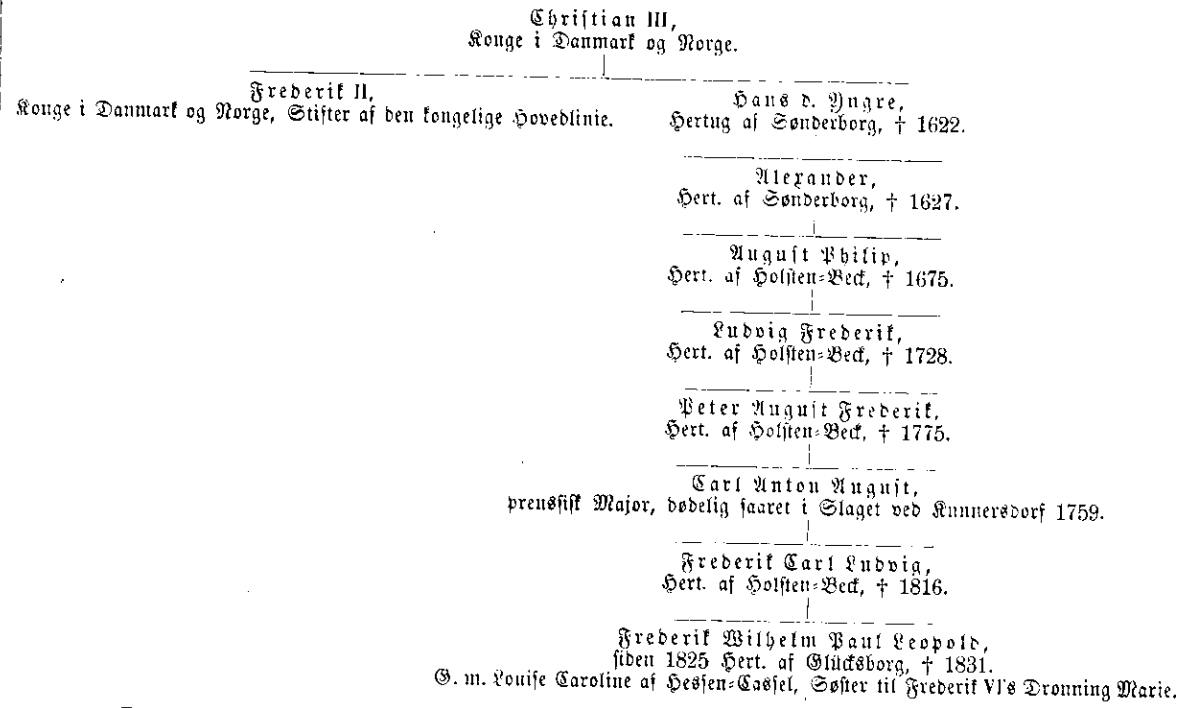 Christian III,
Konge i Danmark og Norge.
Frederik II,
Konge i Danmark og Norge, Stifter af den kongelige Hovedlinie.
Hans d. Yngre,
Hertug af Sønderborg, † 1622.
Alexander,
Hert. af Sønderborg, † 1627.
August Philip,
Hert. af Holsten-Beck, † 1675.
Ludvig Frederik,
Hert. af Holsten-Beck, † 1728.
Peter August Frederik,
Hert. af Holsten-Beck, † 1775.
Carl Anton August,
preussisk Major, dødelig saaret i Slaget ved Kunnersdorf 1759.
Frederik Carl Ludvig,
Hert. af Holsten-Beck, † 1816.
Frederik Wilhelm Paul Leopold,
siden 1825 Hert. af Glücksborg, † 1831.
G. m. Louise Caroline af Hessen-Cassel, Søster til Frederik VI's Dronning Marie.